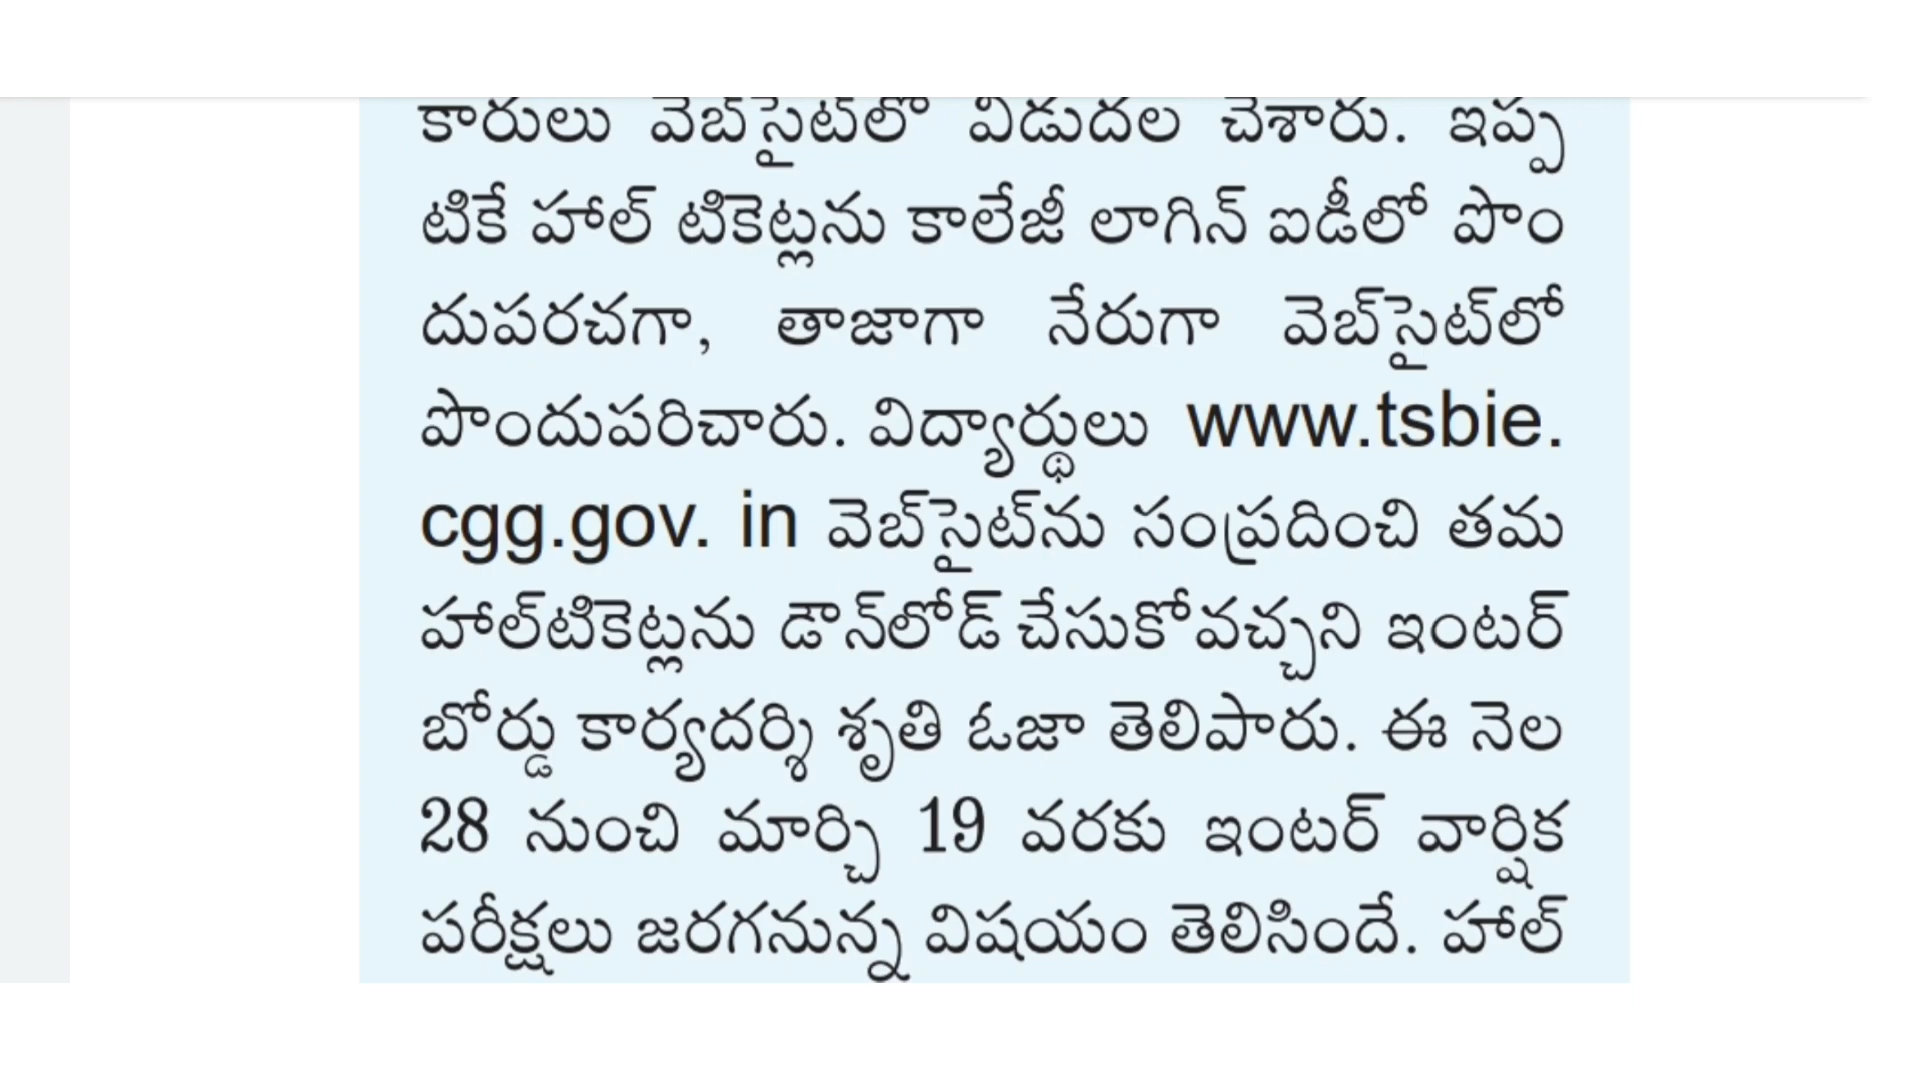 కారులు వెబ్‌సైట్‌లో విడుదల చేశారు. ఇప్ప
టికే హాల్ టికెట్లను కాలేజీ లాగిన్ ఐడీలో పొం
దుపరచగా, తాజాగా నేరుగా వెబ్‌సైట్‌లో
పొందుపరిచారు. విద్యార్థులు www.tsbie.
cgg.gov. in వెబ్‌సైట్‌ను సంప్రదించి తమ
హాల్‌టికెట్లను డౌన్‌లోడ్ చేసుకోవచ్చని ఇంటర్
బోర్డు కార్యదర్శి శృతి ఓజా తెలిపారు. ఈ నెల
28 నుంచి మార్చి 19 వరకు ఇంటర్ వార్షిక
పరీక్షలు జరగనున్న విషయం తెలిసిందే. హాల్